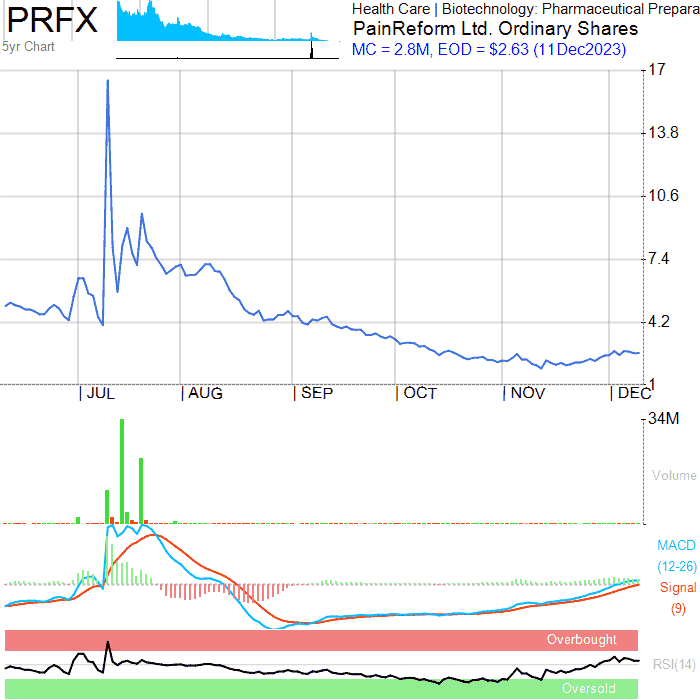 PRFX
5yr Chart
Health Care | Biotechnology: Pharmaceutical Prepara
PainReform Ltd. Ordinary Shares
MC = 2.8M, EOD = $2.63 (11Dec2023)
17
13.8
10.6
7.4
4.2
1
JUL AUG SEP OCT NOV DEC
34M
Volume
MACD
(12-26)
Signal
(9)
Overbought
RSI(14)
Oversold